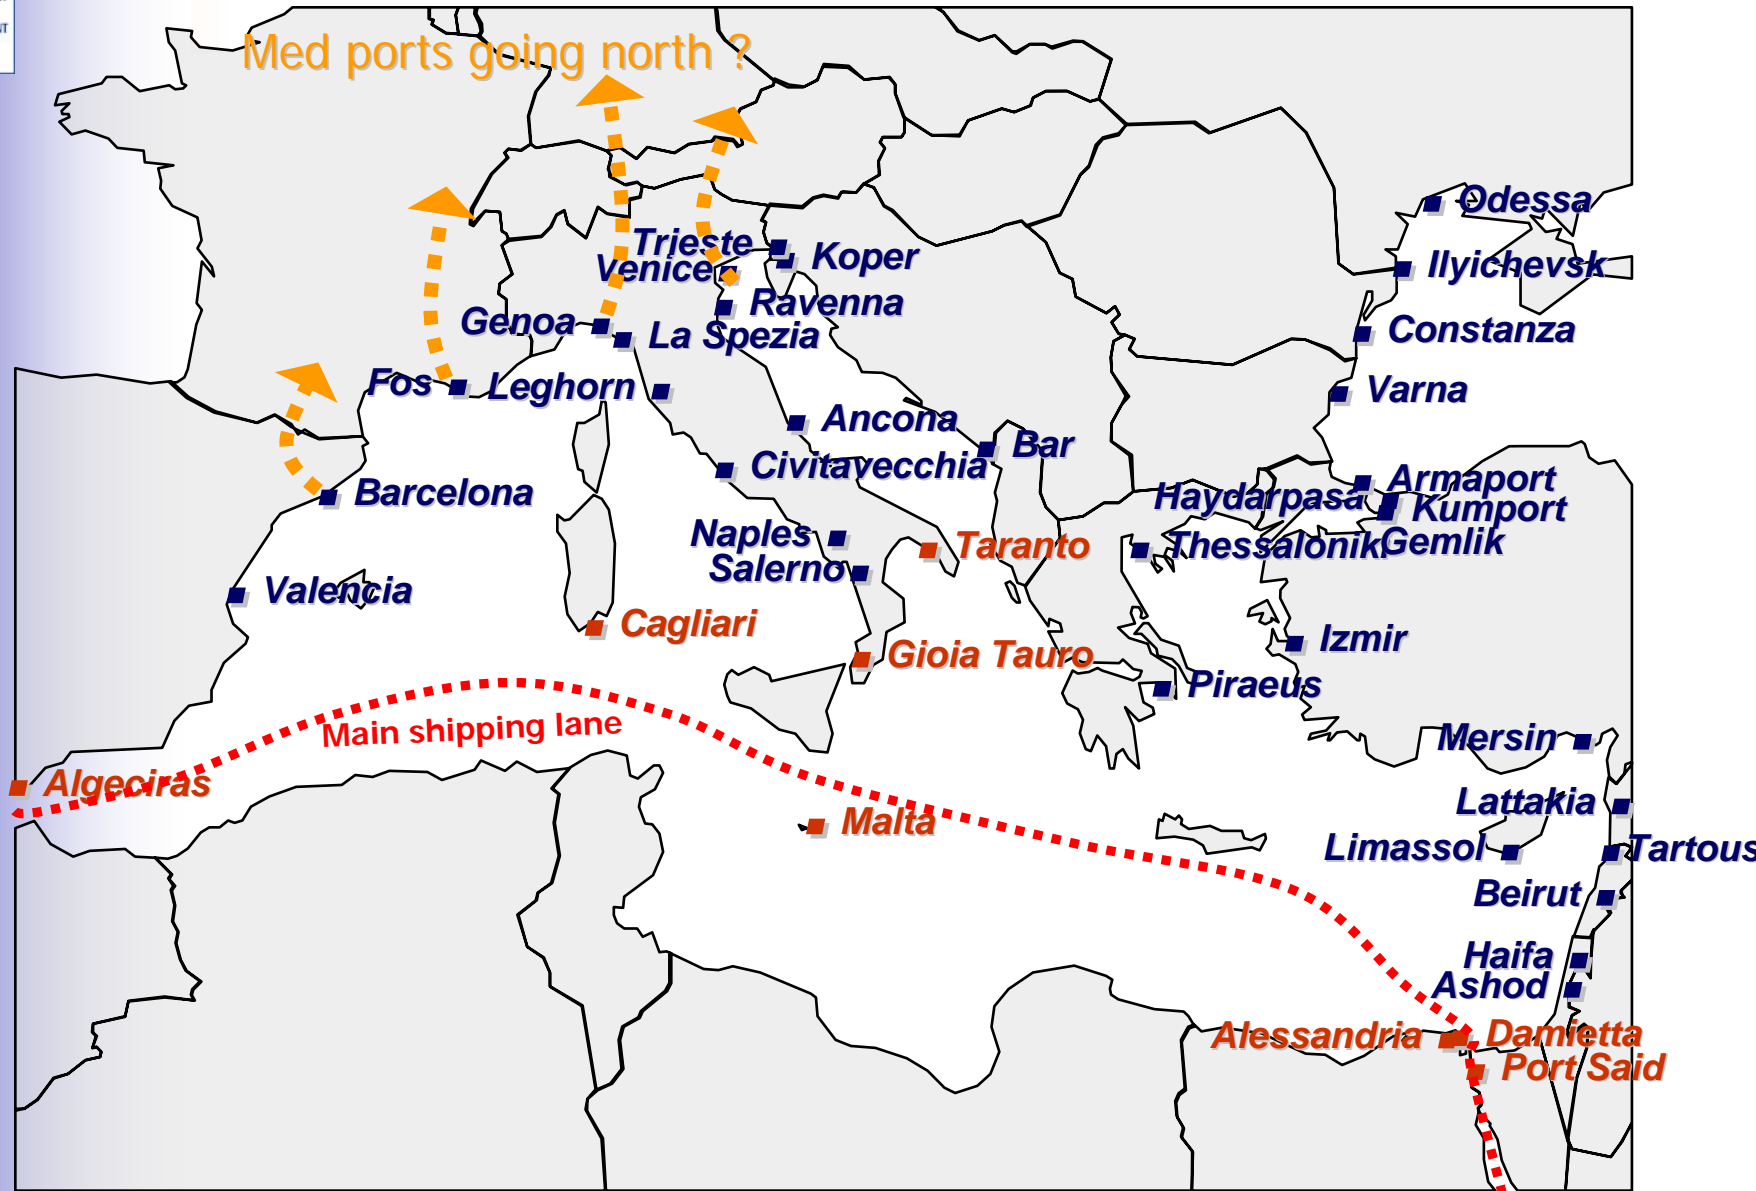 NT
Med ports going north ?
Odessa
Trieste
Koper
Venice
Ilyichevsk
Ravenna
Genoa
La Spezia
Constanza
Fos
Leghorn
Varna
Ancona
Bar
Civitavecchia
Armaport
Barcelona
Haydarpasa
Kumport
Naples
Taranto
Thessaloniki
Gemlik
Salerno
Valencia
Cagliari
Izmir
Gioia Tauro
Piraeus
Main shipping lane
Mersin
Algeciras
Lattakia
Malta
Limassol
Tartous
Beirut
Haifa
Ashod
Alessandria
Damietta
Port Said